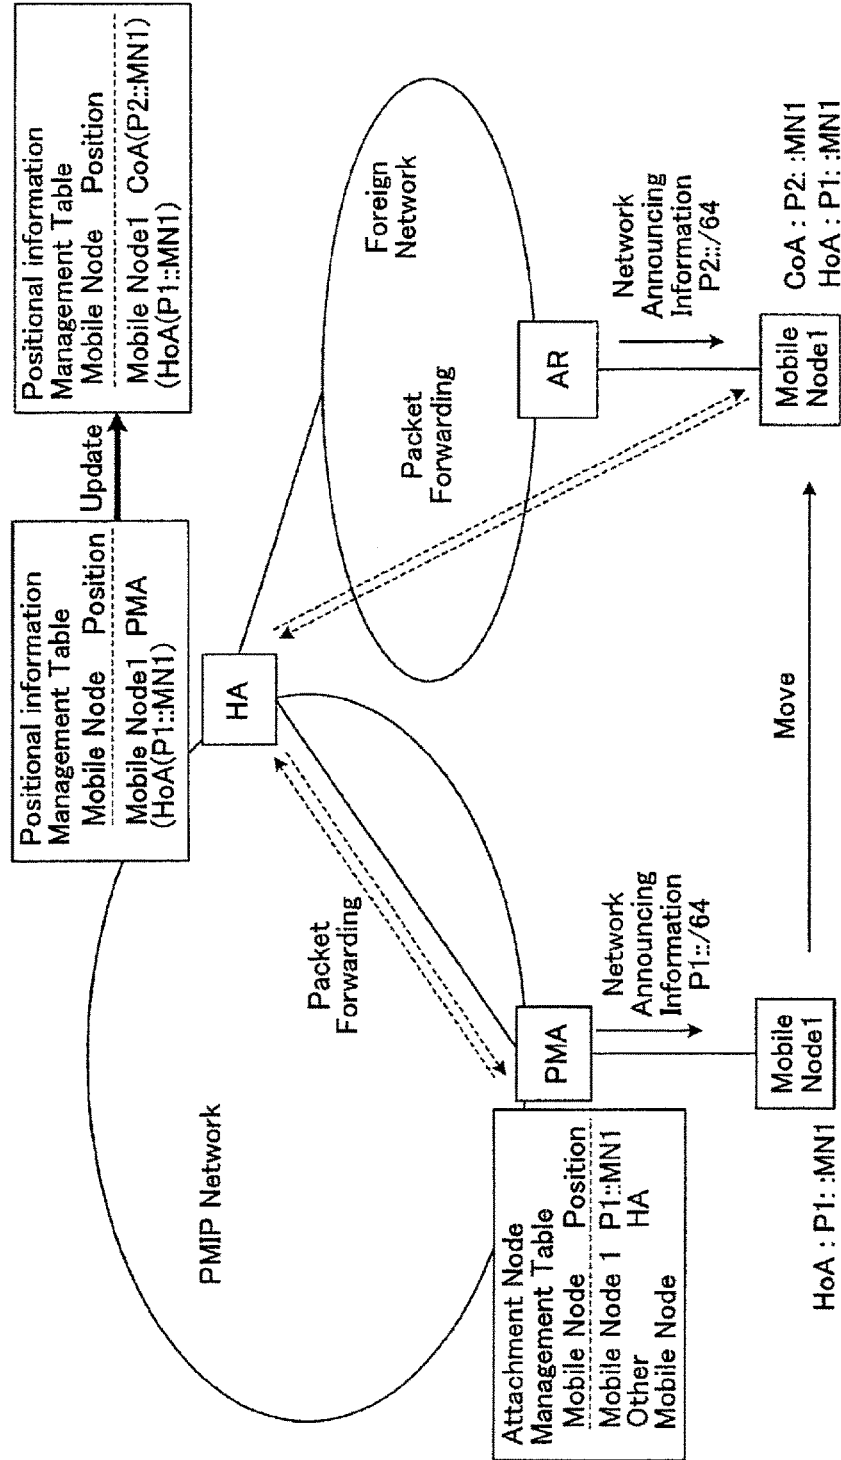 Positional information
Management Table
Mobile Node Position
Mobile Node1 PMA
(HoA(P1::MN1)
Update
Positional information
Management Table
Mobile Node Position
Mobile Node1 CoA(P2::MN1)
(HoA(P1::MN1)
HA
PMIP Network
Packet
Forwarding
Foreign
Network
Packet
Forwarding
Attachment Node
Management Table
Mobile Node Position
Mobile Node 1 P1::MN1
Other HA
Mobile Node
PMA
Network
Announcing
Information
P1::/64
AR
Network
Announcing
Information
P2::/64
HoA : P1: :MN1
Mobile
Node1
Move
Mobile
Node1
CoA : P2: :MN1
HoA : P1: :MN1